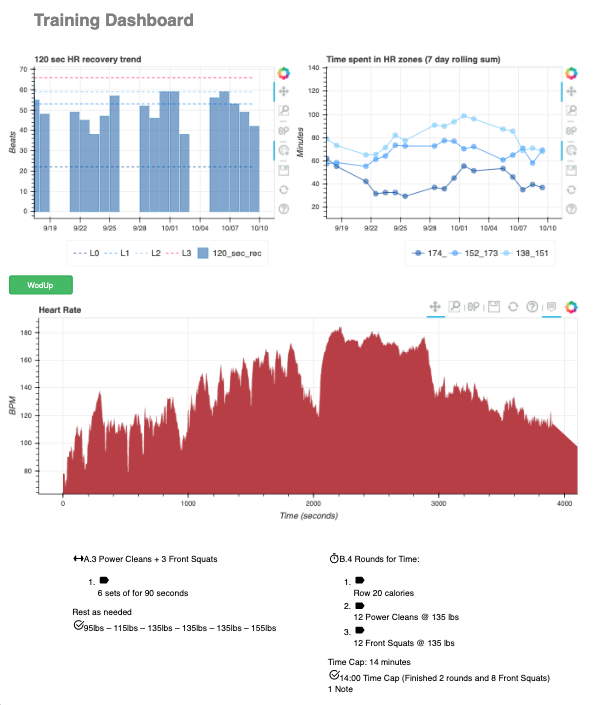 Training Dashboard
120 sec HR recovery trend
Beats
70
60
50
40
30
20
10
0
9/19 9/22 9/25 9/28 10/01 10/04 10/07 10/10
L0 L1 L2 L3 120_sec_rec
Time spent in HR zones (7 day rolling sum)
Minutes
140
120
100
80
60
40
20
9/19 9/22 9/25 9/28 10/01 10/04 10/07 10/10
174_ 152_173 138_151
WodUp
Heart Rate
BPM
180
160
140
120
100
80
0 1000 2000 3000 4000
Time (seconds)
A.3 Power Cleans + 3 Front Squats
1.
6 sets of for 90 seconds
Rest as needed
95lbs – 115lbs – 135lbs – 135lbs – 135lbs – 155lbs
B.4 Rounds for Time:
1.
Row 20 calories
2.
12 Power Cleans @ 135 lbs
3.
12 Front Squats @ 135 lbs
Time Cap: 14 minutes
14:00 Time Cap (Finished 2 rounds and 8 Front Squats)
1 Note